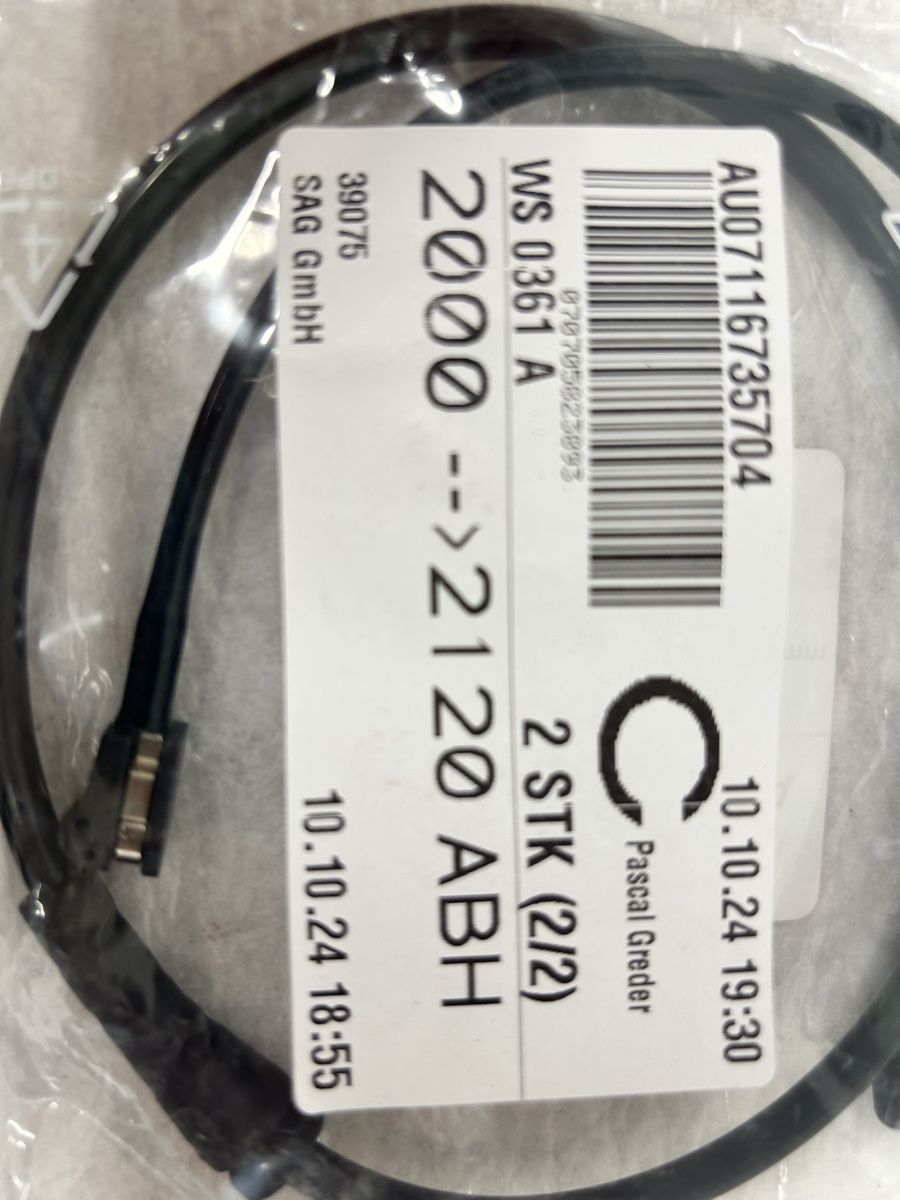 AU07116735704
10.10.24 19:30
Pascal Greder
0707058823093
WS 0361 A
2 STK (2/2)
2000 -->2120 ABH
39075
SAG GmbH
10.10.24 18:55